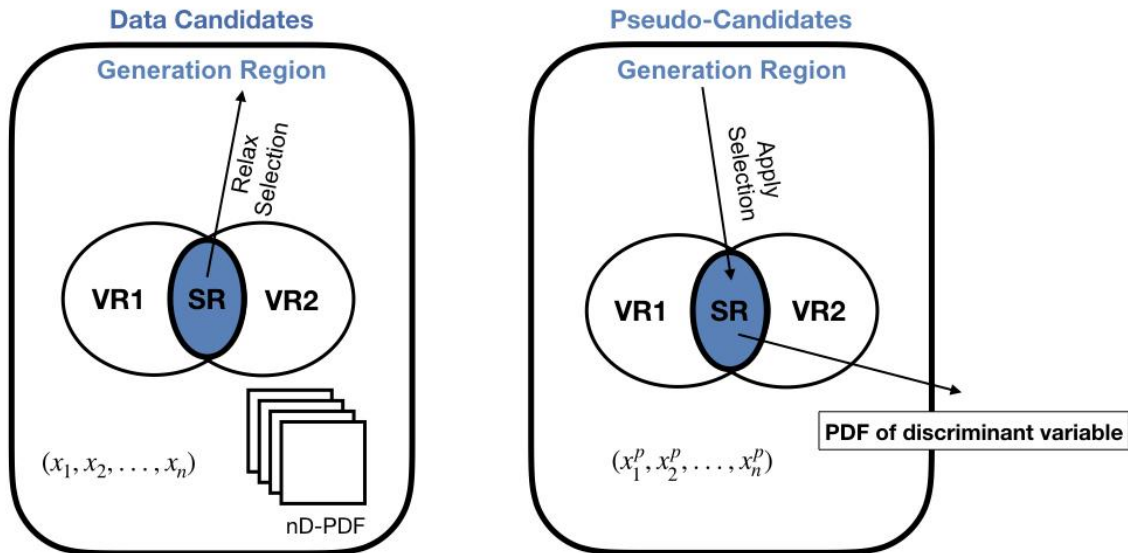 Data Candidates
Generation Region
Relax
Selection
VR1
SR
VR2
(x₁, x₂, . . . , xₙ)
nD-PDF
Pseudo-Candidates
Generation Region
Apply
Selection
VR1
SR
VR2
PDF of discriminant variable
(x₁ᵖ, x₂ᵖ, . . . , xₙᵖ)